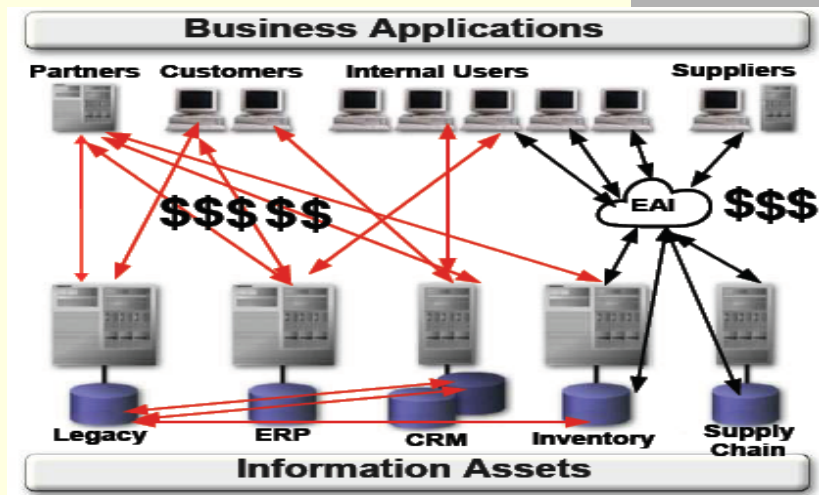 Business Applications
Partners Customers Internal Users Suppliers
EAI
$$$$$ $$$
Legacy ERP CRM Inventory Supply
Chain
Information Assets